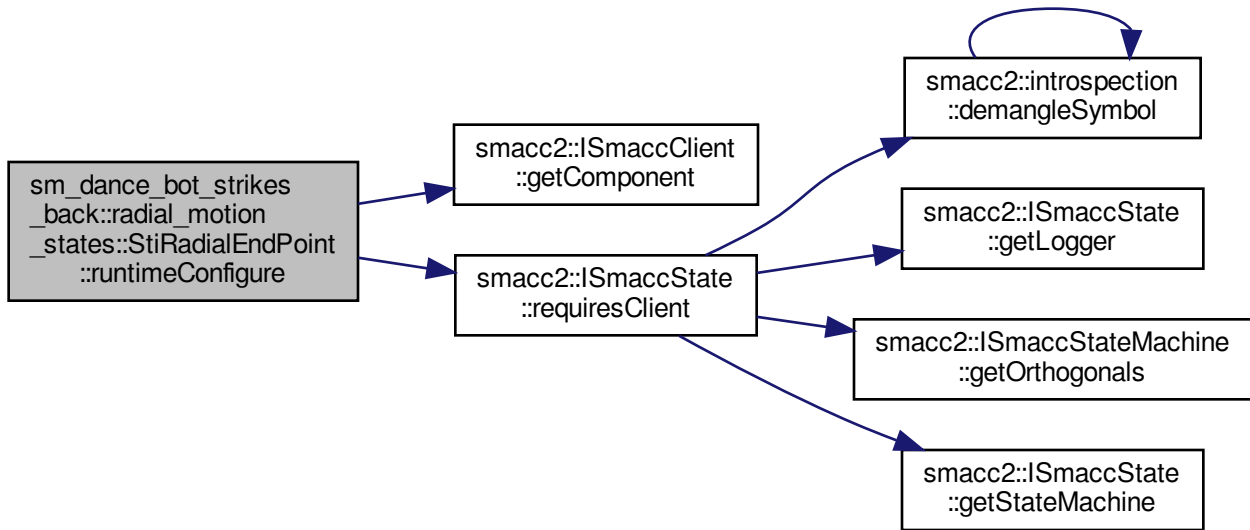 sm_dance_bot_strikes
_back::radial_motion
_states::StiRadialEndPoint
::runtimeConfigure
smacc2::ISmaccClient
::getComponent
smacc2::ISmaccState
::requiresClient
smacc2::introspection
::demangleSymbol
smacc2::ISmaccState
::getLogger
smacc2::ISmaccStateMachine
::getOrthogonals
smacc2::ISmaccState
::getStateMachine